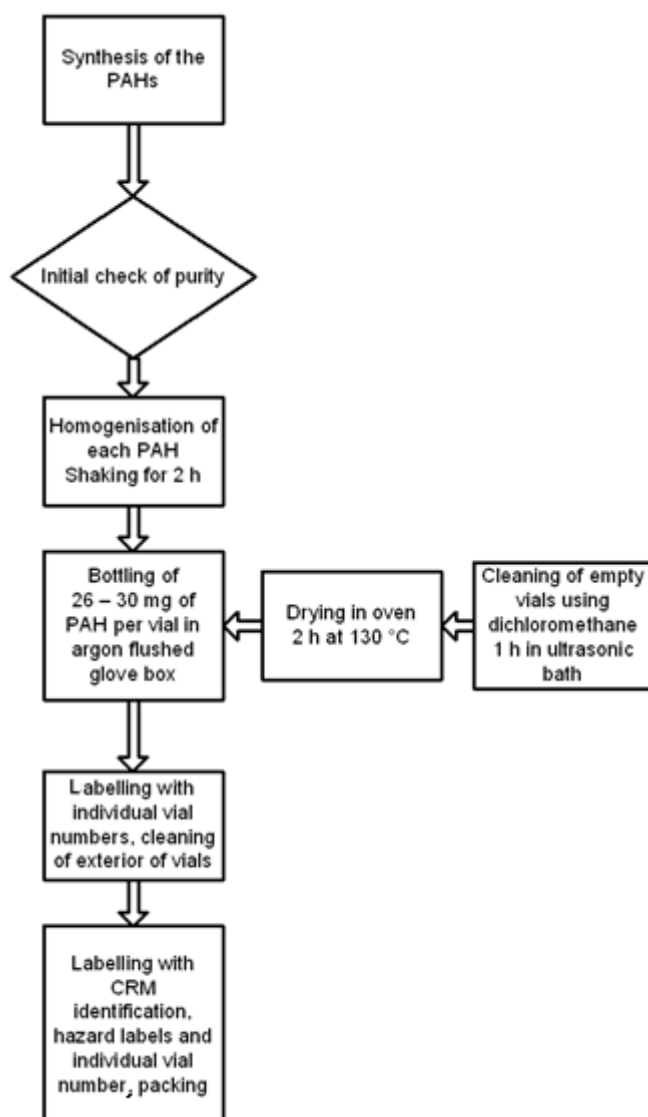 Synthesis of the
PAHs
Initial check of purity
Homogenisation of
each PAH
Shaking for 2 h
Bottling of
26 – 30 mg of
PAH per vial in
argon flushed
glove box
Drying in oven
2 h at 130 °C
Cleaning of empty
vials using
dichloromethane
1 h in ultrasonic
bath
Labelling with
individual vial
numbers, cleaning
of exterior of vials
Labelling with
CRM
identification,
hazard labels and
individual vial
number, packing